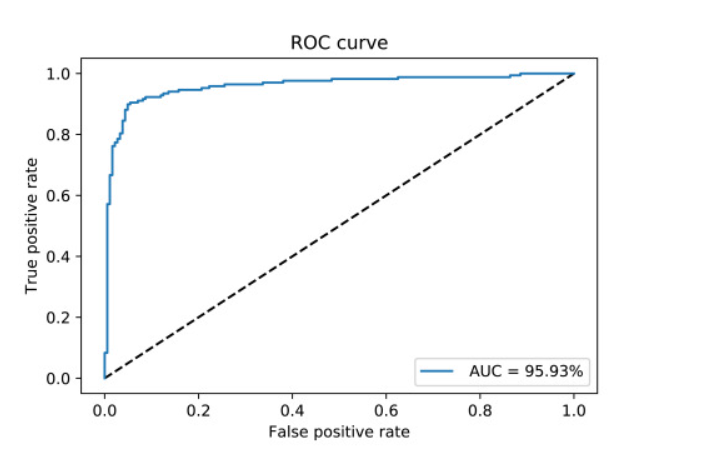 ROC curve
1.0
0.8
0.6
0.4
0.2
0.0
True positive rate
AUC = 95.93%
0.0 0.2 0.4 0.6 0.8 1.0
False positive rate